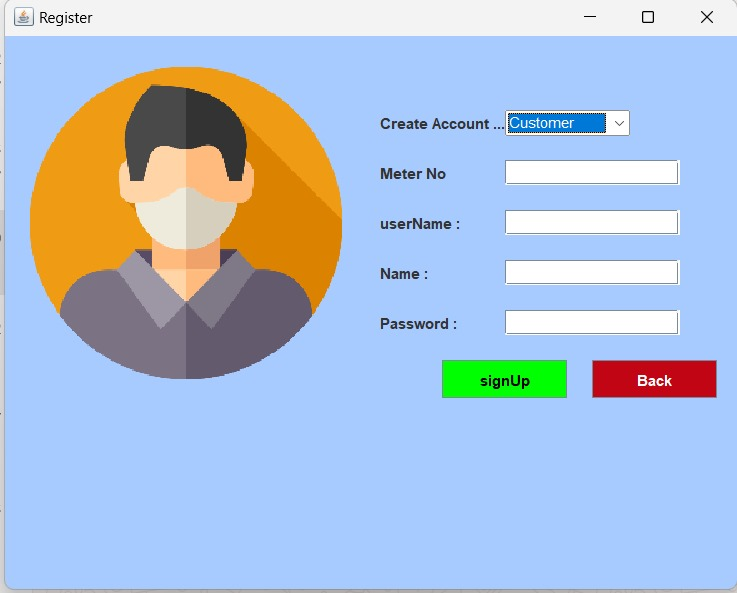 Register
Create Account ... Customer
Meter No
userName :
Name :
Password :
signUp Back